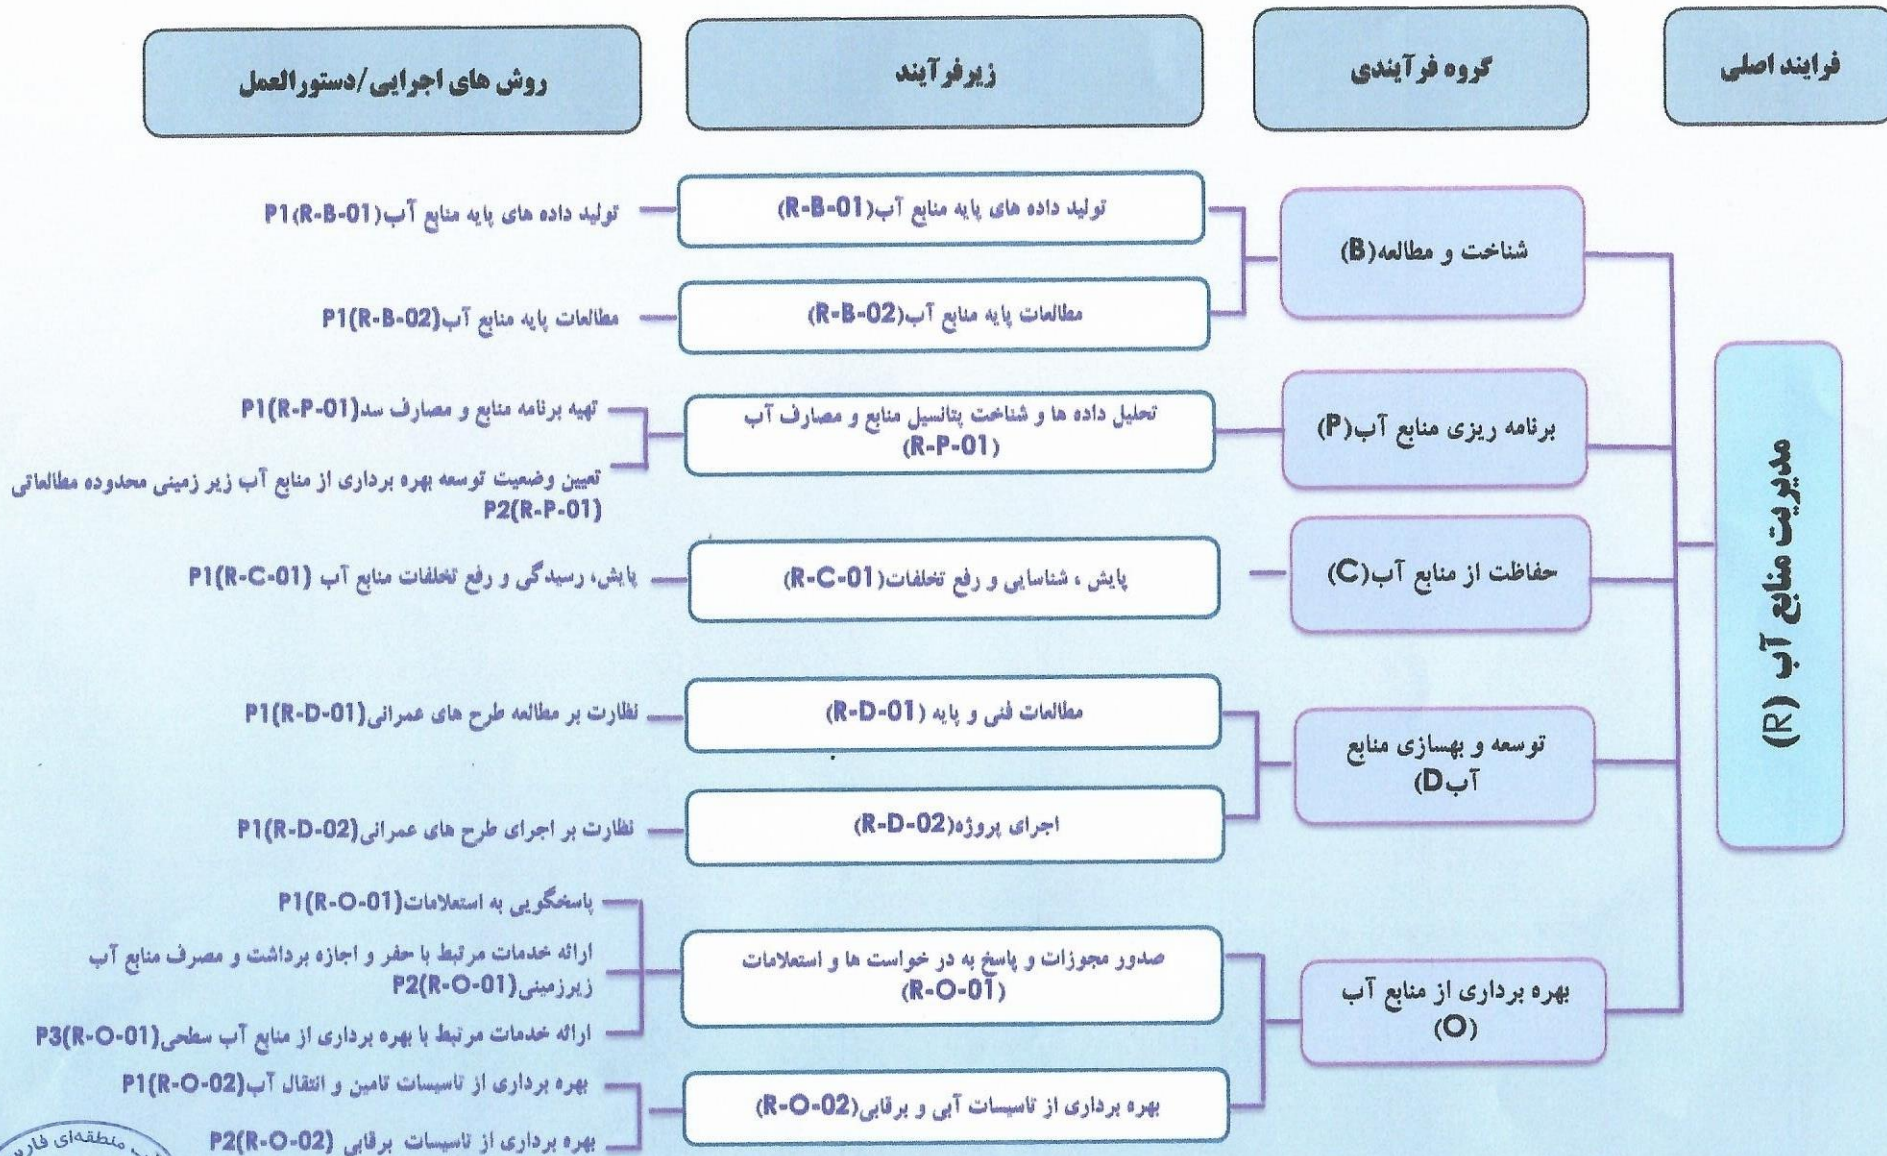 فرایند اصلی
گروه فرآیندی
زیرفرآیند
روش های اجرایی/دستورالعمل
مدیریت منابع آب (R)
شناخت و مطالعه(B)
تولید داده های پایه منابع آب(R-B-01)
تولید داده های پایه منابع آب(R-B-01)P1
مطالعات پایه منابع آب(R-B-02)
مطالعات پایه منابع آب(R-B-02)P1
برنامه ریزی منابع آب(P)
تحلیل داده ها و شناخت پتانسیل منابع و مصارف آب
(R-P-01)
تهیه برنامه منابع و مصارف سد(R-P-01)P1
تعیین وضعیت توسعه بهره برداری از منابع آب زیر زمینی محدوده مطالعاتی
P2(R-P-01)
حفاظت از منابع آب(C)
پایش ، شناسایی و رفع تخلفات(R-C-01)
پایش، رسیدگی و رفع تخلفات منابع آب (R-C-01)P1
توسعه و بهسازی منابع
آبD)
مطالعات فنی و پایه (R-D-01)
نظارت بر مطالعه طرح های عمرانی(R-D-01)P1
اجرای پروژه(R-D-02)
نظارت بر اجرای طرح های عمرانی(R-D-02)P1
بهره برداری از منابع آب
(O)
صدور مجوزات و پاسخ به در خواست ها و استعلامات
(R-O-01)
پاسخگویی به استعلامات(R-O-01)P1
ارائه خدمات مرتبط با حفر و اجازه برداشت و مصرف منابع آب
زیرزمینی(R-O-01)P2
ارائه خدمات مرتبط با بهره برداری از منابع آب سطحی(R-O-01)P3
بهره برداری از تاسیسات آبی و برقابی(R-O-02)
بهره برداری از تاسیسات تامین و انتقال آب(R-O-02)P1
بهره برداری از تاسیسات برقابی (R-O-02)P2
منطقه‌ای